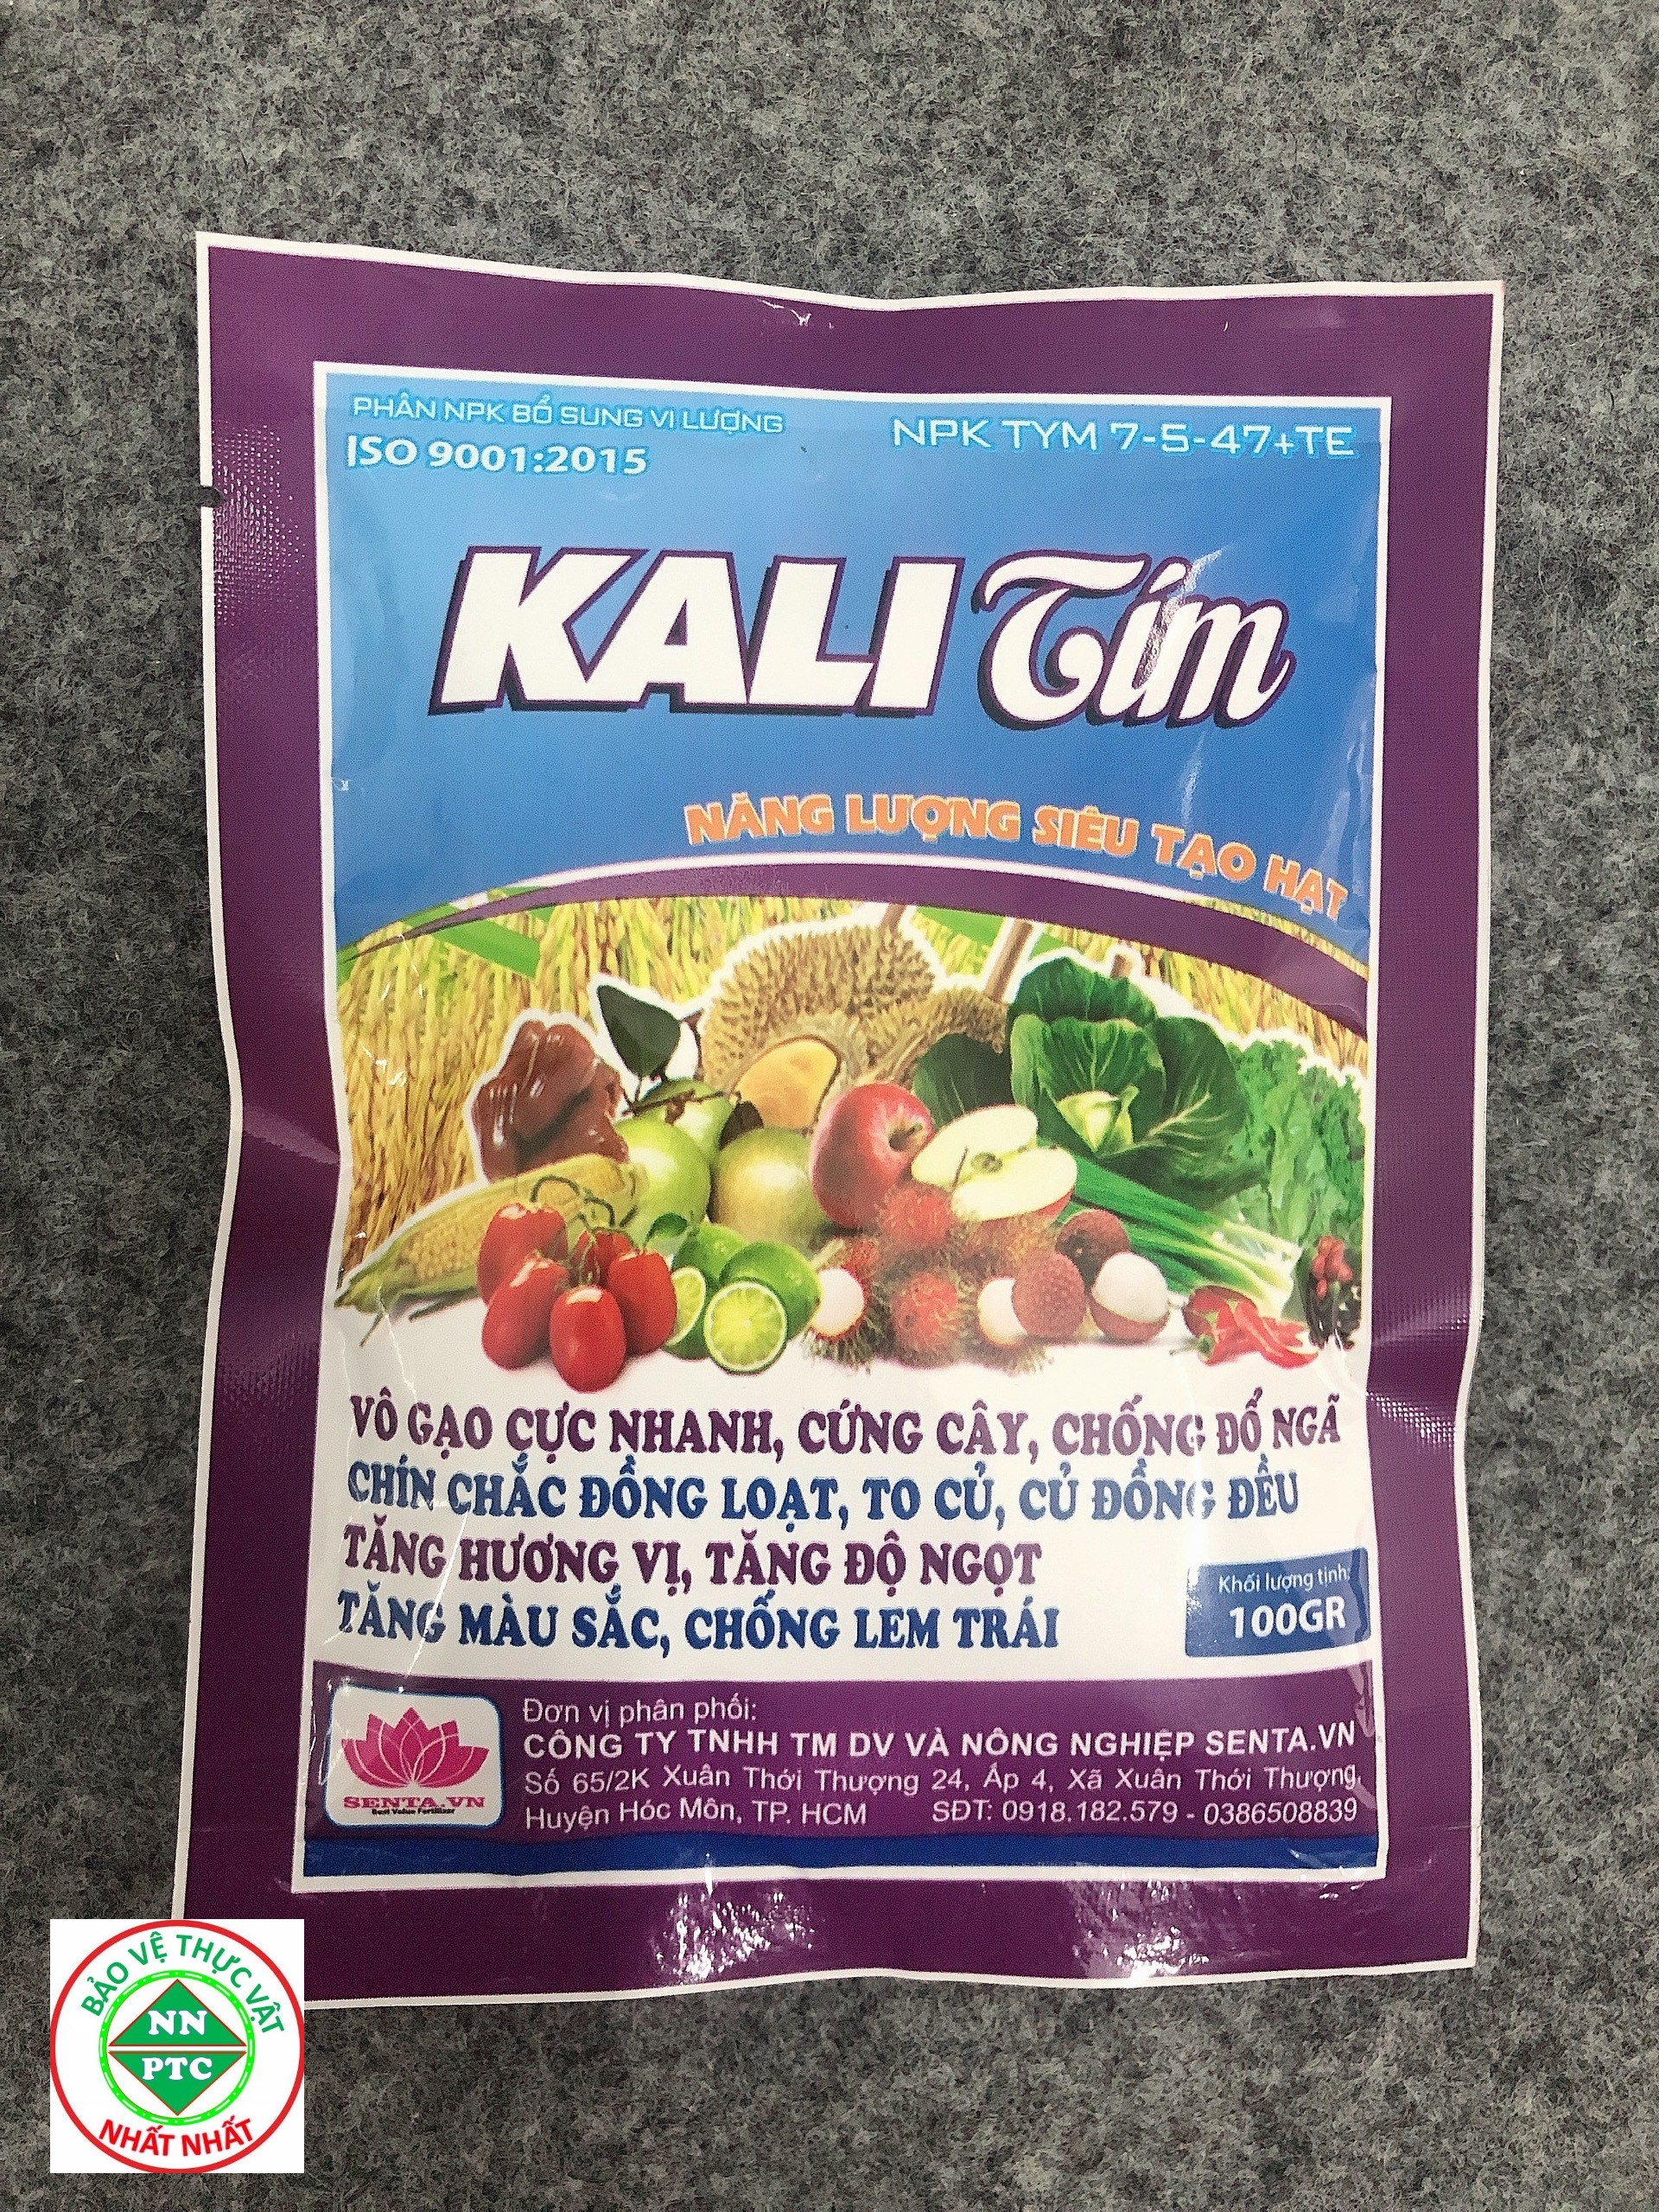 PHÂN NPK BỔ SUNG VI LƯỢNG
ISO 9001:2015
NPK TYM 7-5-47+TE
KALI Tím
NĂNG LƯỢNG SIÊU TẠO HẠT
VÔ GẠO CỰC NHANH, CỨNG CÂY, CHỐNG ĐỔ NGÃ
CHÍN CHẮC ĐỒNG LOẠT, TO CỦ, CỦ ĐỒNG ĐỀU
TĂNG HƯƠNG VỊ, TĂNG ĐỘ NGỌT
TĂNG MÀU SẮC, CHỐNG LEM TRÁI
Khối lượng tịnh:
100GR
SENTA.VN
Best Value Fertilizer
Đơn vị phân phối:
CÔNG TY TNHH TM DV VÀ NÔNG NGHIỆP SENTA.VN
Số 65/2K Xuân Thới Thượng 24, Ấp 4, Xã Xuân Thới Thượng,
Huyện Hóc Môn, TP. HCM SĐT: 0918.182.579 - 0386508839
BẢO VỆ THỰC VẬT
NN
PTC
NHẤT NHẤT